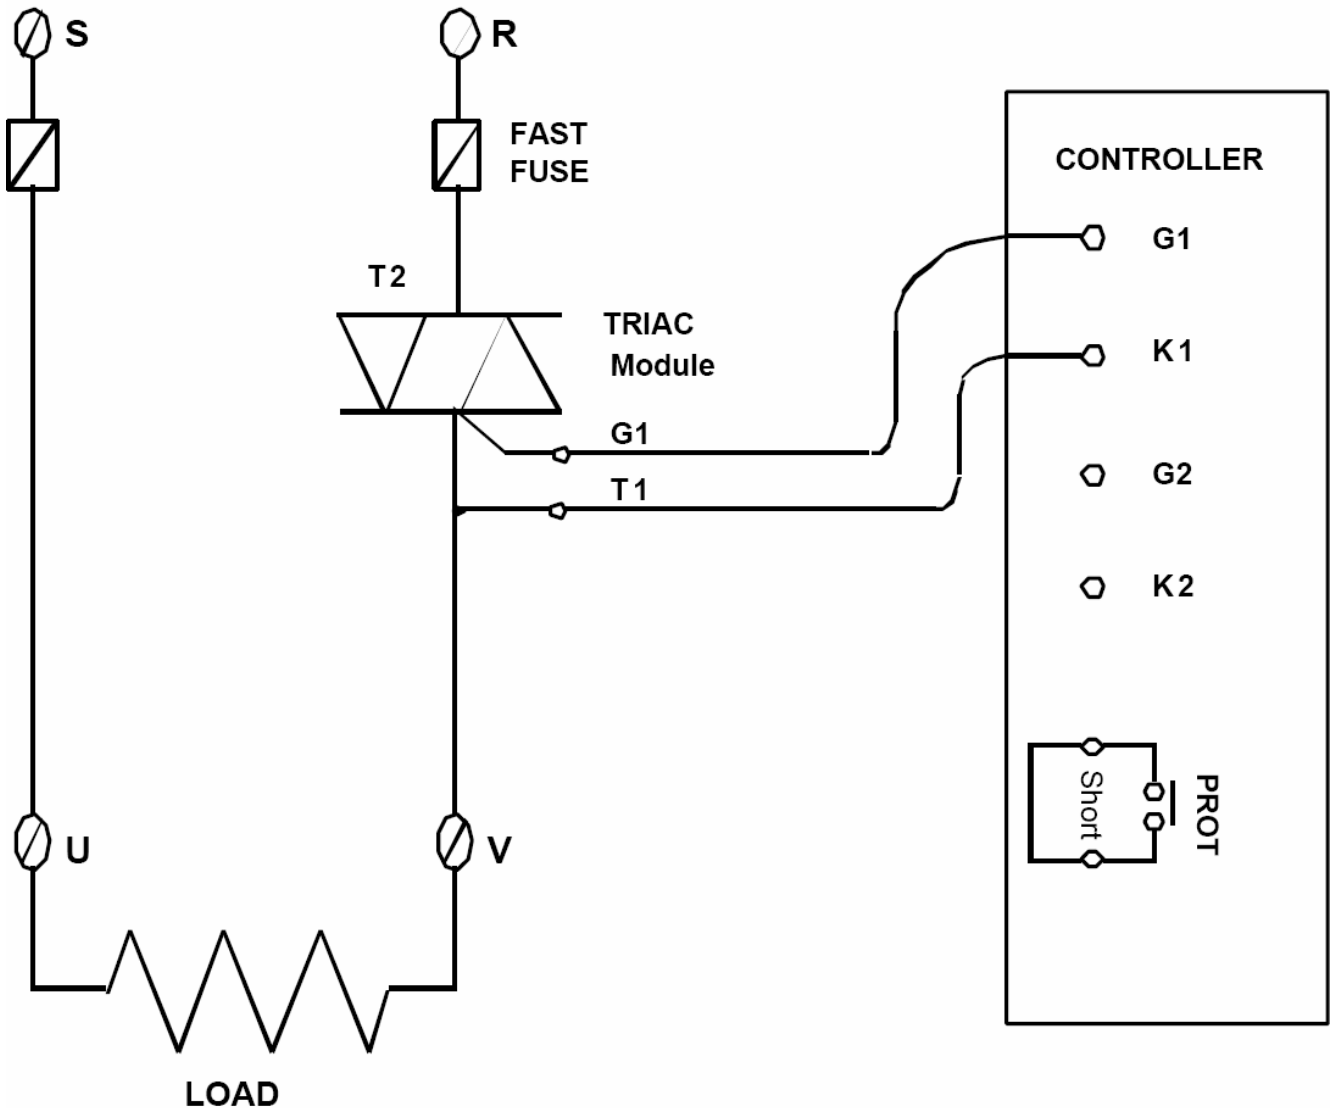 S
R
FAST
FUSE
CONTROLLER
G1
T2
TRIAC
Module
K1
G1
G2
T1
K2
Short
PROT
U
V
LOAD